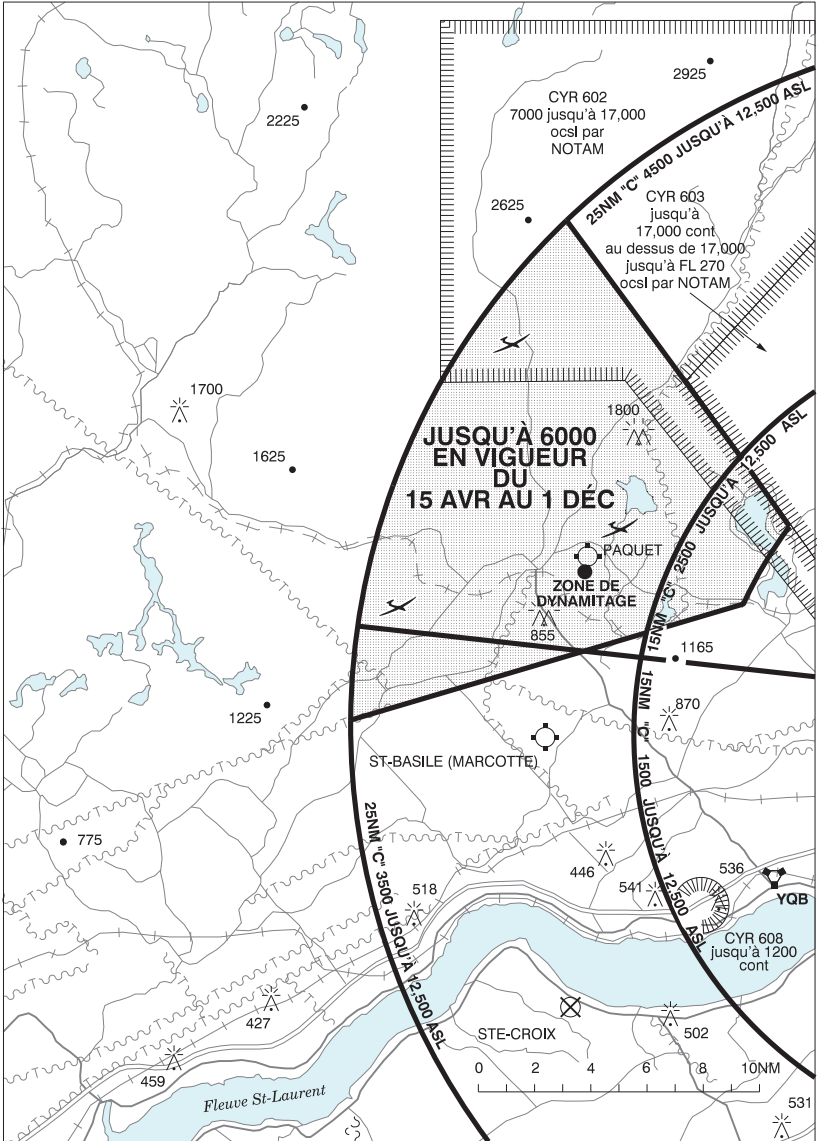 2925
CYR 602
7000 jusqu'à 17,000
ocsl par
NOTAM
2225
25NM "C" 4500 JUSQU'À 12,500 ASL
2625
CYR 603
jusqu'à
17,000 cont
au dessus de 17,000
jusqu'à FL 270
ocsl par NOTAM
1700
1800
JUSQU'À 6000
EN VIGUEUR
DU
15 AVR AU 1 DÉC
1625
15NM "C" 2500 JUSQU'À 12,500 ASL
PAQUET
ZONE DE
DYNAMITAGE
855
1165
1225
870
15NM "C" 1500 JUSQU'À 12,500 ASL
ST-BASILE (MARCOTTE)
775
25NM "C" 3500 JUSQU'À 12,500 ASL
446
536
541
518
YQB
CYR 608
jusqu'à 1200
cont
427
STE-CROIX
502
459
0 2 4 6 8 10NM
Fleuve St-Laurent
531